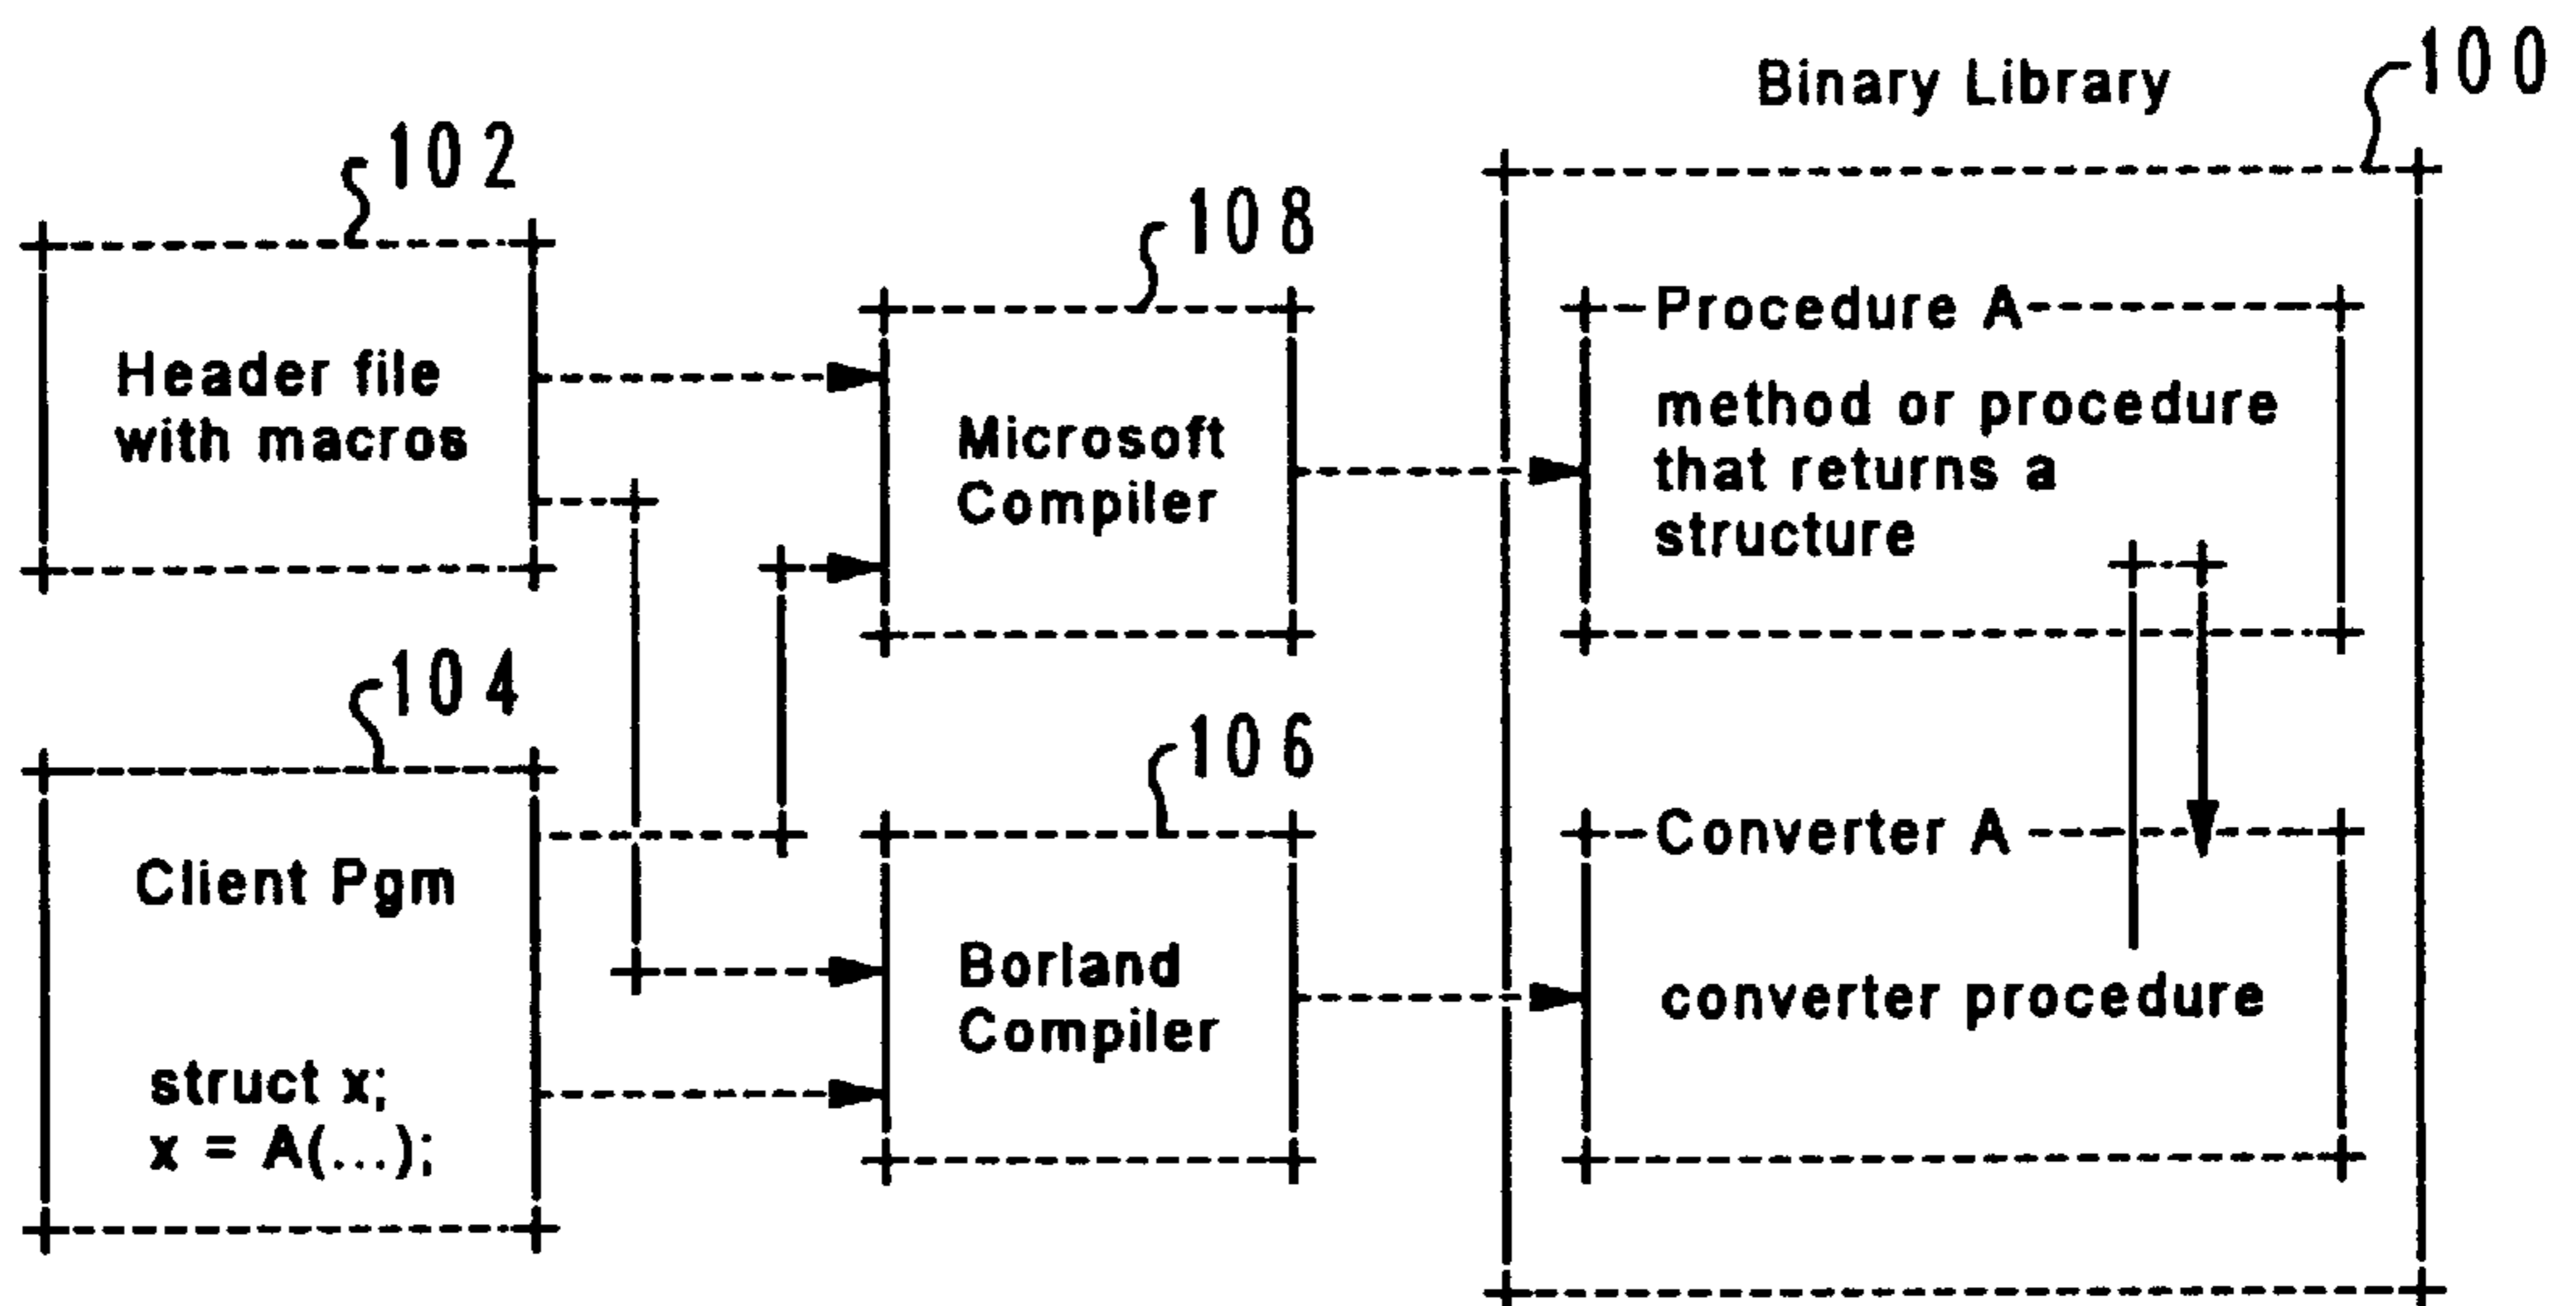 Binary Library
100
102
Header file
with macros
108
Microsoft
Compiler
Procedure A
method or procedure
that returns a
structure
104
Client Pgm
struct x;
x = A(...);
106
Borland
Compiler
Converter A
converter procedure